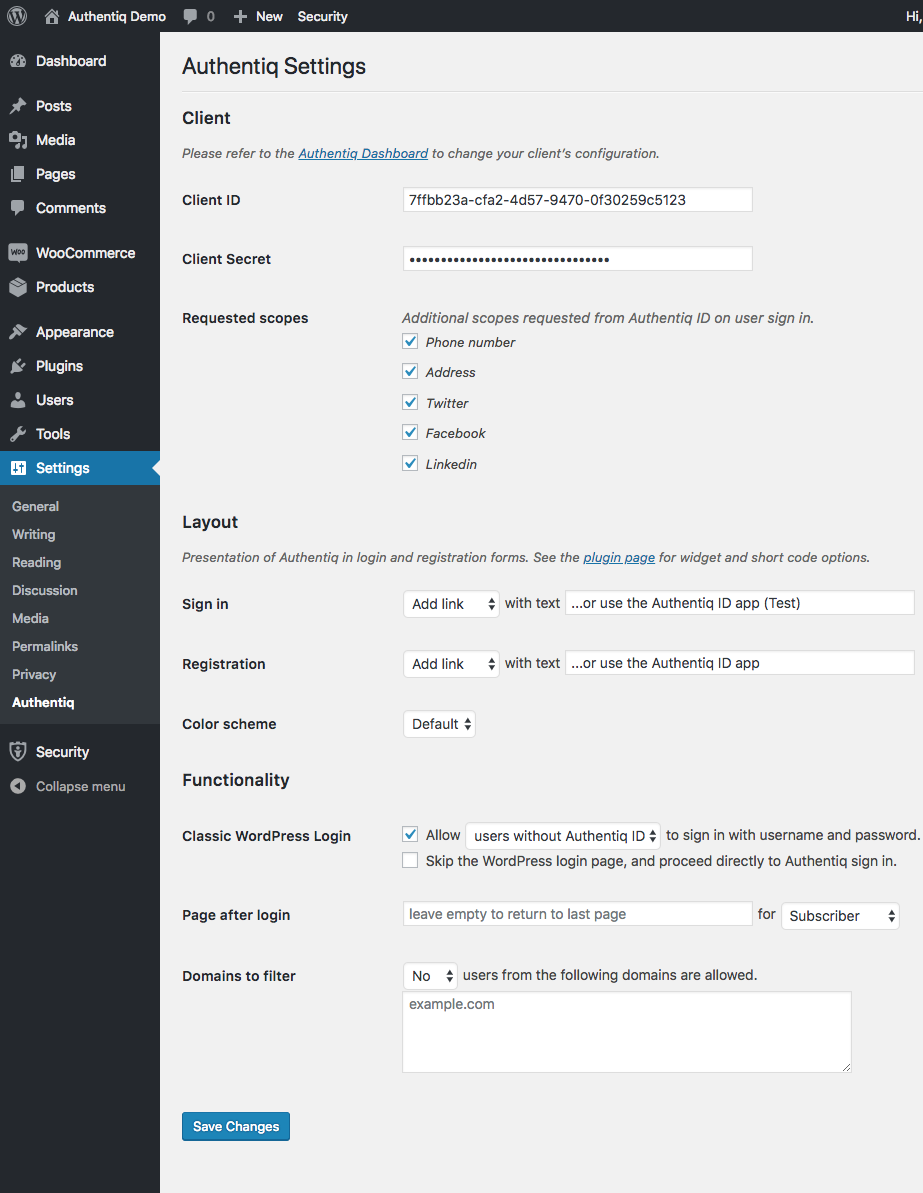 Authentiq Demo 0 New Security Hi,
Dashboard
Posts
Media
Pages
Comments
WOO WooCommerce
Products
Appearance
Plugins
Users
Tools
Settings
General
Writing
Reading
Discussion
Media
Permalinks
Privacy
Authentiq
Security
Collapse menu
Authentiq Settings
Client
Please refer to the Authentiq Dashboard to change your client's configuration.
Client ID 7ffbb23a-cfa2-4d57-9470-0f30259c5123
Client Secret ••••••••••••••••••••••••••••••••
Requested scopes Additional scopes requested from Authentiq ID on user sign in.
Phone number
Address
Twitter
Facebook
Linkedin
Layout
Presentation of Authentiq in login and registration forms. See the plugin page for widget and short code options.
Sign in Add link with text ...or use the Authentiq ID app (Test)
Registration Add link with text ...or use the Authentiq ID app
Color scheme Default
Functionality
Classic WordPress Login Allow users without Authentiq ID to sign in with username and password.
Skip the WordPress login page, and proceed directly to Authentiq sign in.
Page after login leave empty to return to last page for Subscriber
Domains to filter No users from the following domains are allowed.
example.com
Save Changes